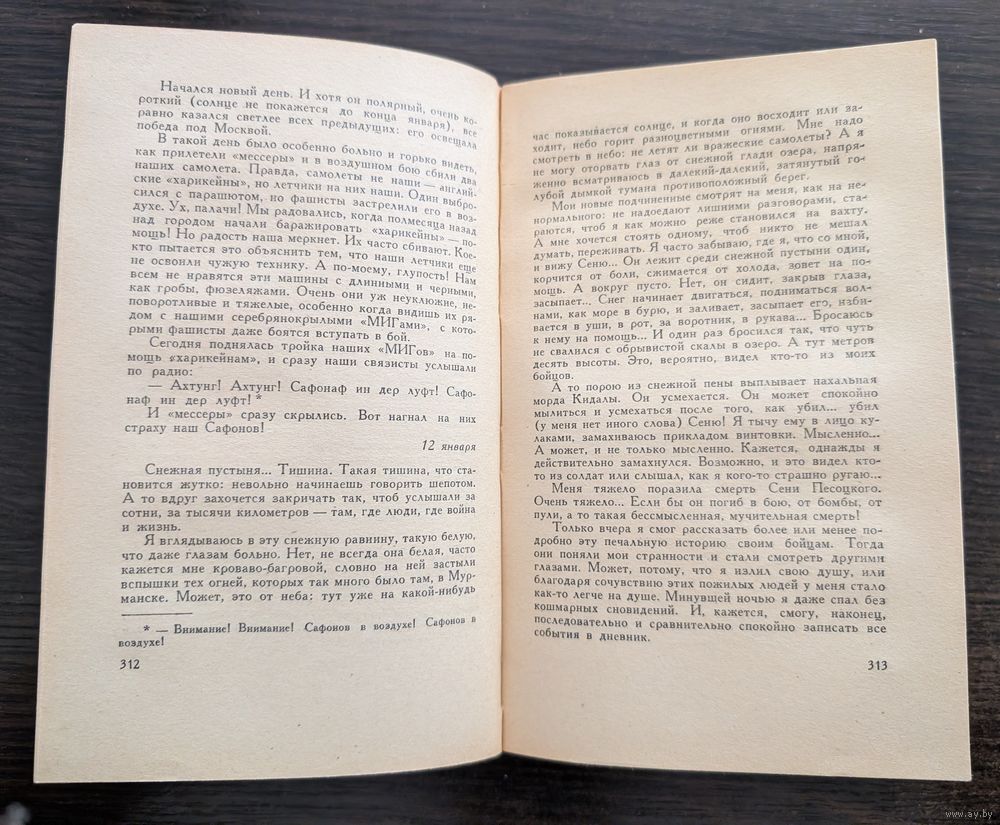 Начался новый день. И хотя он полярный, очень ко-
роткий (солнце не покажется до конца января), все
равно казался светлее всех предыдущих: его освещала
победа под Москвой.
В такой день было особенно больно и горько видеть,
как прилетели «мессеры» и в воздушном бою сбили два
наших самолета. Правда, самолеты не наши — англий-
ские «харикейны», но летчики на них наши. Один выбро-
сился с парашютом, но фашисты застрелили его в воз-
духе. Ух, палачи! Мы радовались, когда полмесяца назад
над городом начали баражировать «харикейны» — по-
мощь! Но радость наша меркнет. Их часто сбивают. Кое-
кто пытается это объяснить тем, что наши летчики еще
не освоили чужую технику. А по-моему, глупость! Нам
всем не нравятся эти машины с длинными и черными,
как гробы, фюзеляжами. Очень они уж неуклюжие, не-
поворотливые и тяжелые, особенно когда видишь их ря-
дом с нашими серебрянокрылыми «МИГами», с кото-
рыми фашисты даже боятся вступать в бой.
Сегодня поднялась тройка наших «МИГов» на по-
мощь «харикейнам», и сразу наши связисты услышали
по радио:
— Ахтунг! Ахтунг! Сафонаф ин дер луфт! Сафо-
наф ин дер луфт! *
И «мессеры» сразу скрылись. Вот нагнал на них
страху наш Сафонов!
12 января
Снежная пустыня... Тишина. Такая тишина, что ста-
новится жутко: невольно начинаешь говорить шепотом.
А то вдруг захочется закричать так, чтоб услышали за
сотни, за тысячи километров — там, где люди, где война
и жизнь.
Я вглядываюсь в эту снежную равнину, такую белую,
что даже глазам больно. Нет, не всегда она белая, часто
кажется мне кроваво-багровой, словно на ней застыли
вспышки тех огней, которых так много было там, в Мур-
манске. Может, это от неба: тут уже на какой-нибудь
* — Внимание! Внимание! Сафонов в воздухе! Сафонов в
воздухе!
312
час показывается солнце, и когда оно восходит или за-
ходит, небо горит разноцветными огнями. Мне надо
смотреть в небо: не летят ли вражеские самолеты? А я
не могу оторвать глаз от снежной глади озера, напря-
женно всматриваюсь в далекий-далекий, затянутый го-
лубой дымкой тумана противоположный берег.
Мои новые подчиненные смотрят на меня, как на не-
нормального: не надоедают лишними разговорами, ста-
раются, чтоб я как можно реже становился на вахту.
А мне хочется стоять одному, чтоб никто не мешал
думать, переживать. Я часто забываю, где я, что со мной,
и вижу Сеню... Он лежит среди снежной пустыни один,
корчится от боли, сжимается от холода, зовет на по-
мощь. А вокруг пусто. Нет, он сидит, закрыв глаза,
засыпает... Снег начинает двигаться, подниматься вол-
нами, как море в бурю, и заливает, засыпает его, изби-
вается в уши, в рот, за воротник, в рукава... Бросаюсь
к нему на помощь... И один раз бросился так, что чуть
не свалился с обрывистой скалы в озеро. А тут метров
десять высоты. Это, вероятно, видел кто-то из моих
бойцов.
А то порою из снежной пены выплывает нахальная
морда Кидалы. Он усмехается. Он может спокойно
мылиться и усмехаться после того, как убил... убил
(у меня нет иного слова) Сеню! Я тычу ему в лицо ку-
лаками, замахиваюсь прикладом винтовки. Мысленно...
А может, и не только мысленно. Кажется, однажды я
действительно замахнулся. Возможно, и это видел кто-
то из солдат или слышал, как я кого-то страшно ругаю...
Меня тяжело поразила смерть Сени Песоцкого.
Очень тяжело... Если бы он погиб в бою, от бомбы, от
пули, а то такая бессмысленная, мучительная смерть!
Только вчера я смог рассказать более или менее по-
дробно эту печальную историю своим бойцам. Тогда
они поняли мои странности и стали смотреть другими
глазами. Может, потому, что я излил свою душу, или
благодаря сочувствию этих пожилых людей у меня стало
как-то легче на душе. Минувшей ночью я даже спал без
кошмарных сновидений. И, кажется, смогу, наконец,
последовательно и сравнительно спокойно записать все
события в дневник.
313
www.ay.by